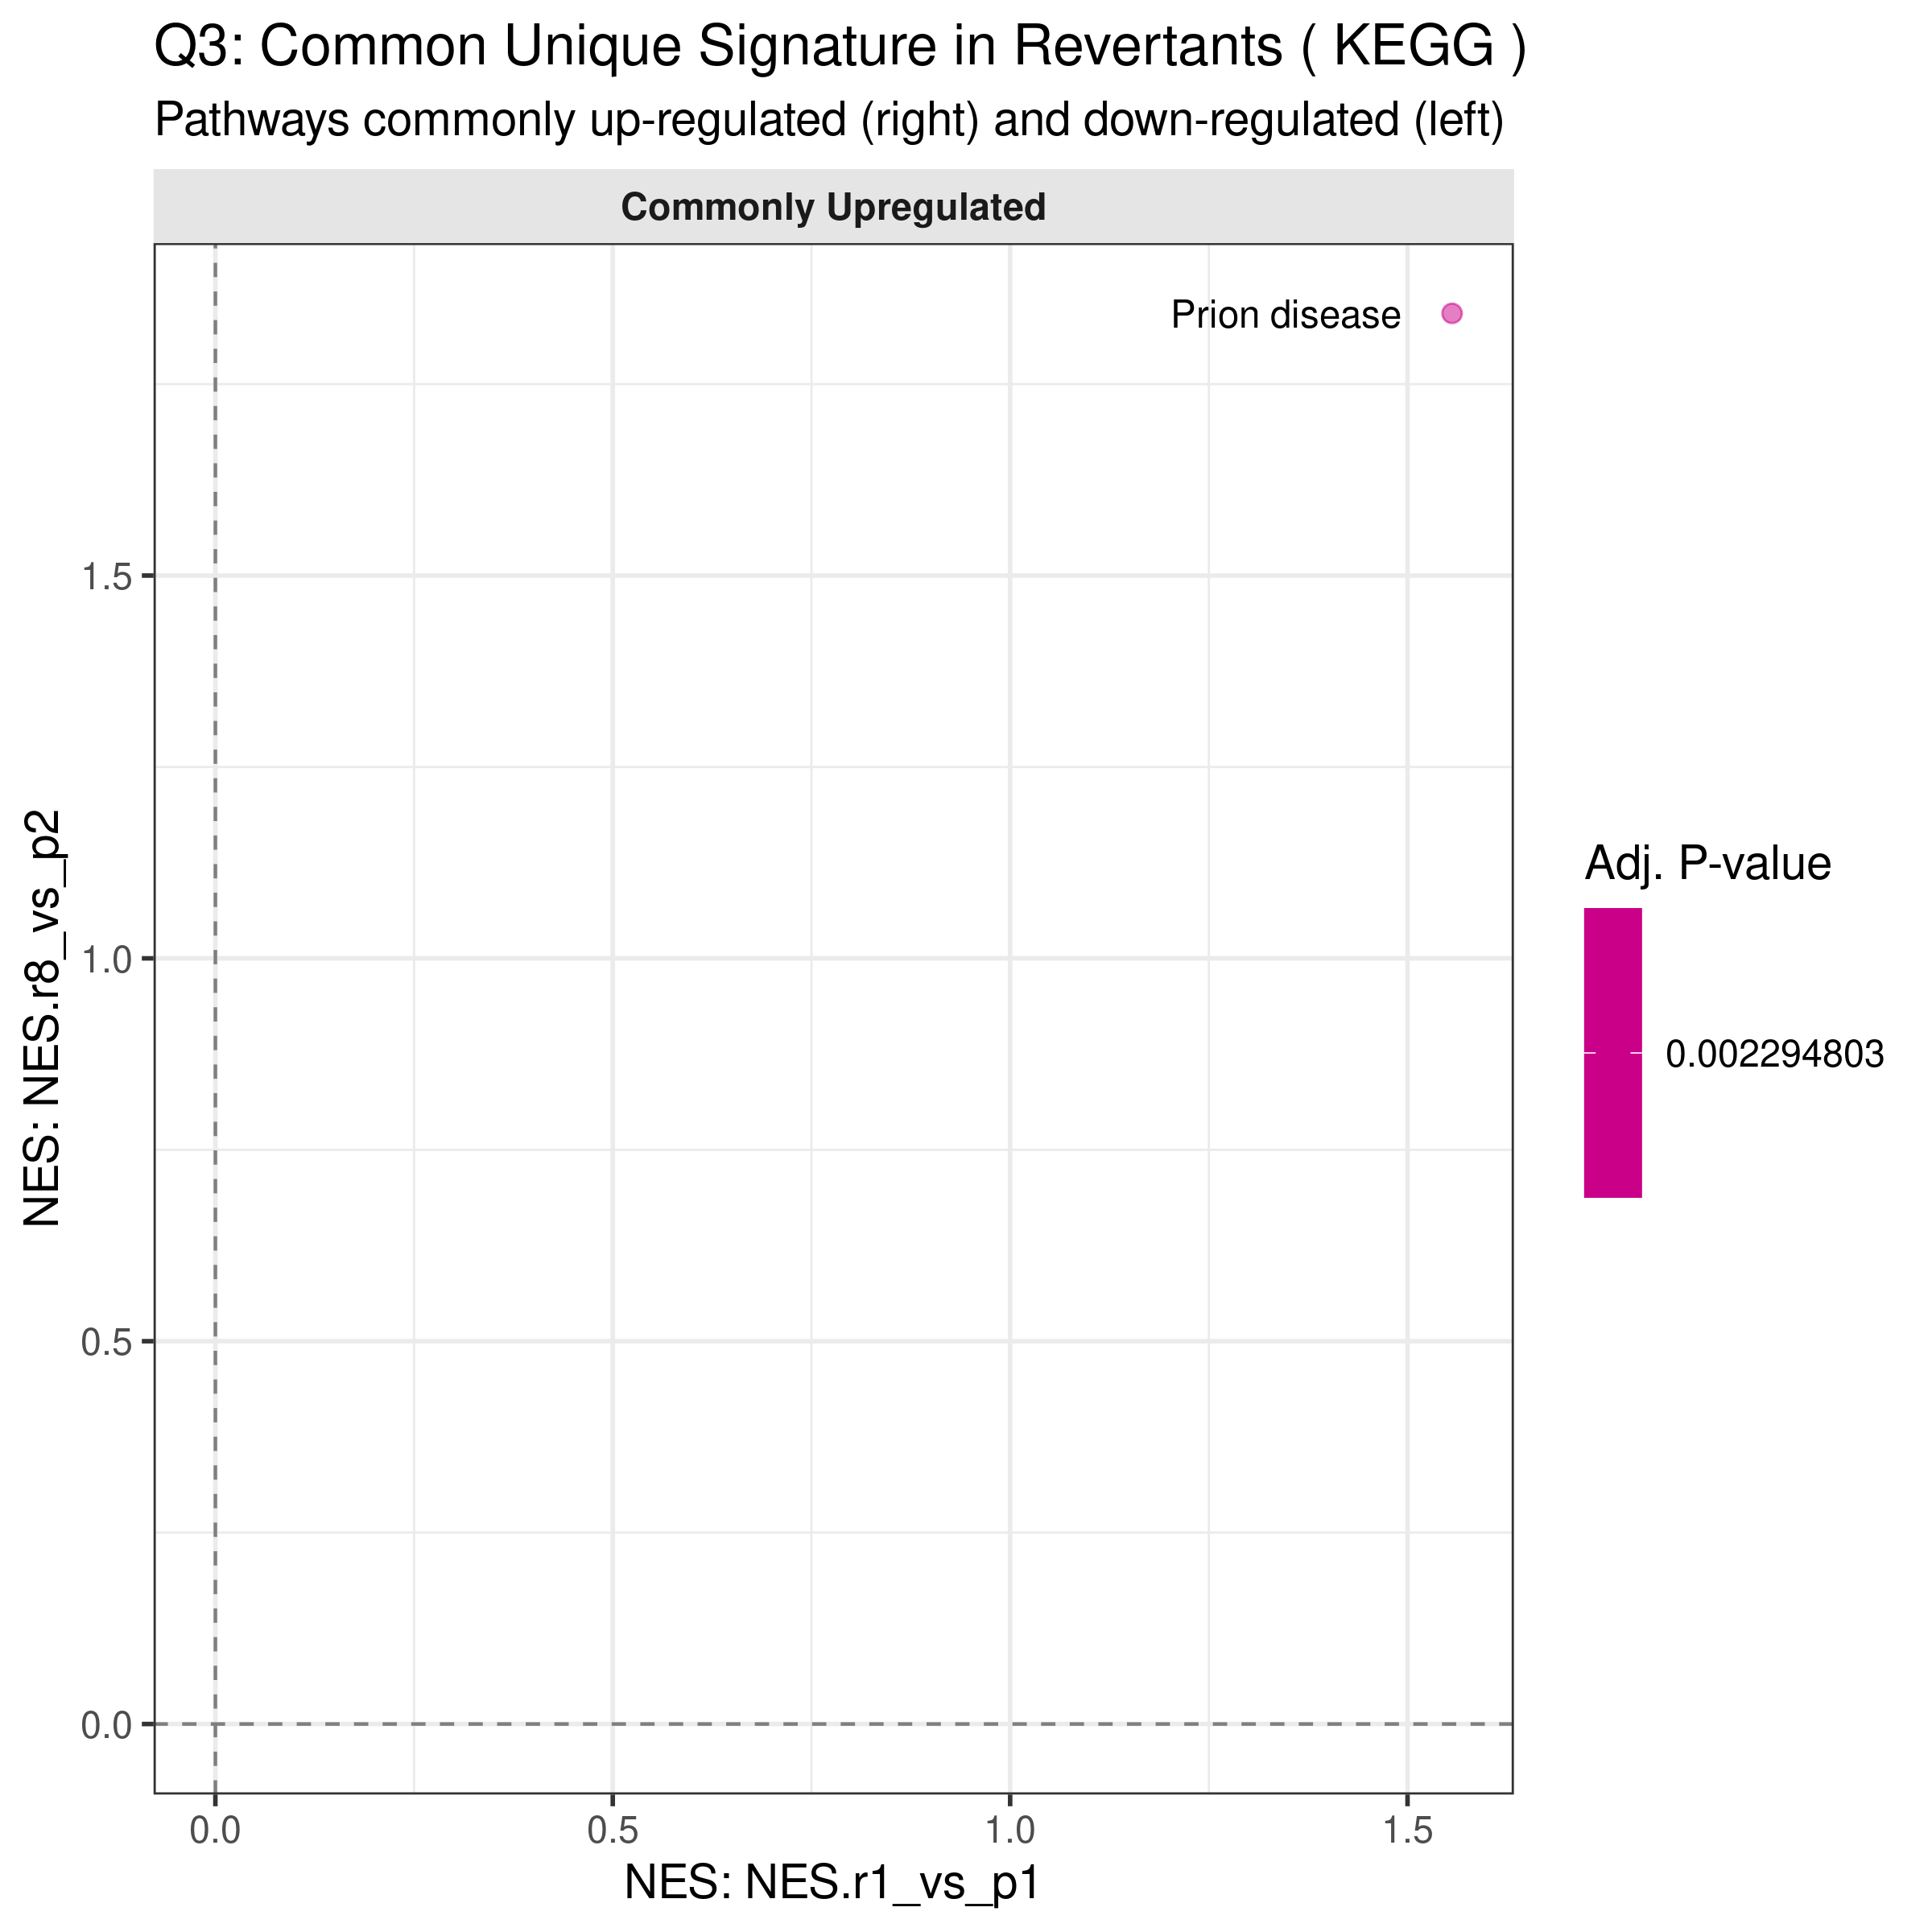 Q3: Common Unique Signature in Revertants ( KEGG )
Pathways commonly up-regulated (right) and down-regulated (left)
Commonly Upregulated
Prion disease
1.5
1.0
0.5
0.0
NES: NES.r8_vs_p2
0.0 0.5 1.0 1.5
NES: NES.r1_vs_p1
Adj. P-value
0.002294803